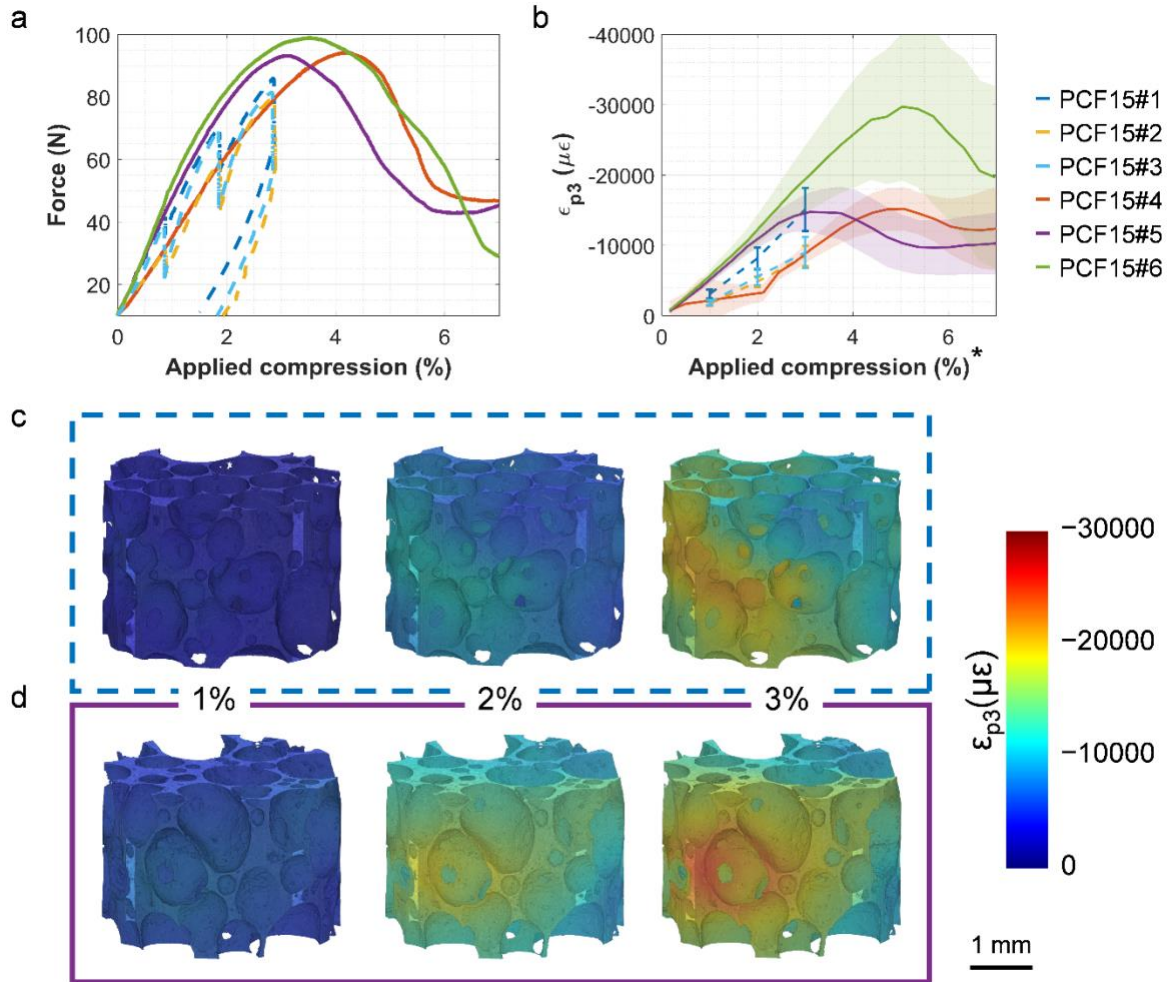 a
100
80
60
40
20
Force (N)
0
2
4
6
Applied compression (%)
b
-40000
-30000
-20000
-10000
0
ϵp3 (μϵ)
0
2
4
6
Applied compression (%)*
PCF15#1
PCF15#2
PCF15#3
PCF15#4
PCF15#5
PCF15#6
c
d
1%
2%
3%
εp3(με)
−30000
−20000
−10000
0
1 mm